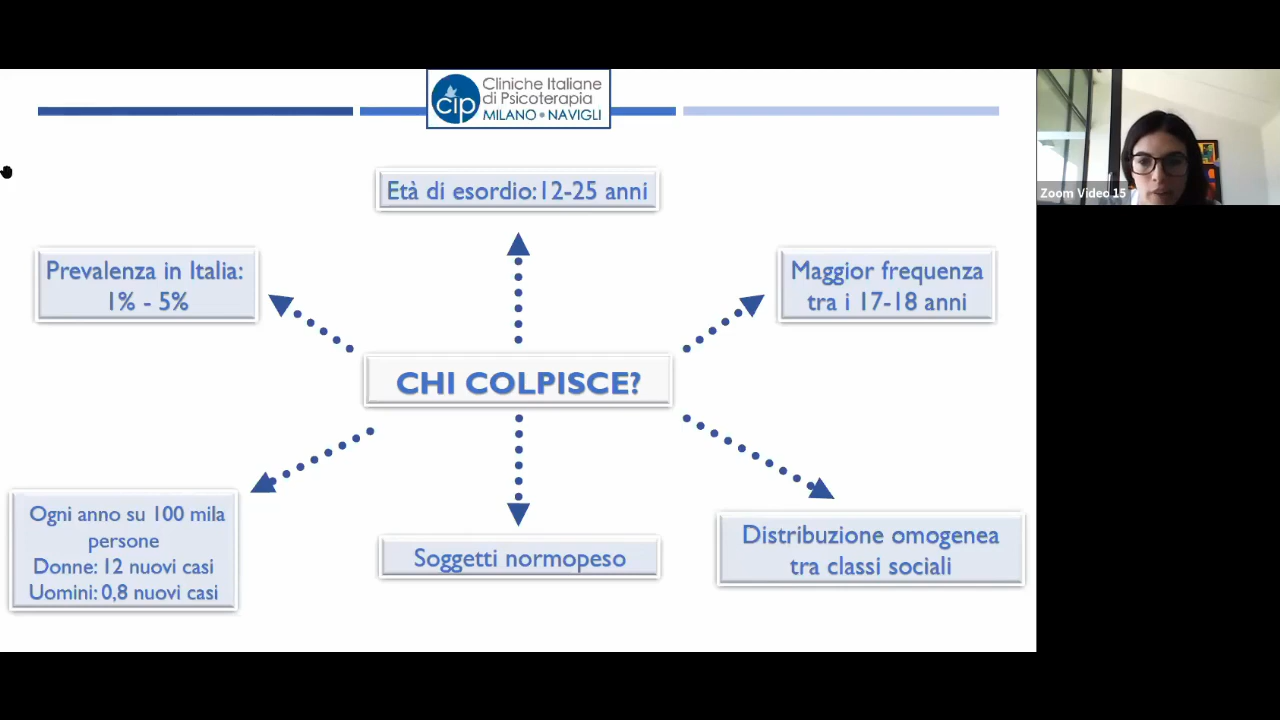 cip
Cliniche Italiane
di Psicoterapia
MILANO • NAVIGLI
Zoom Video 15
Età di esordio:12-25 anni
Prevalenza in Italia:
1% - 5%
Maggior frequenza
tra i 17-18 anni
CHI COLPISCE?
Ogni anno su 100 mila
persone
Donne: 12 nuovi casi
Uomini: 0,8 nuovi casi
Soggetti normopeso
Distribuzione omogenea
tra classi sociali